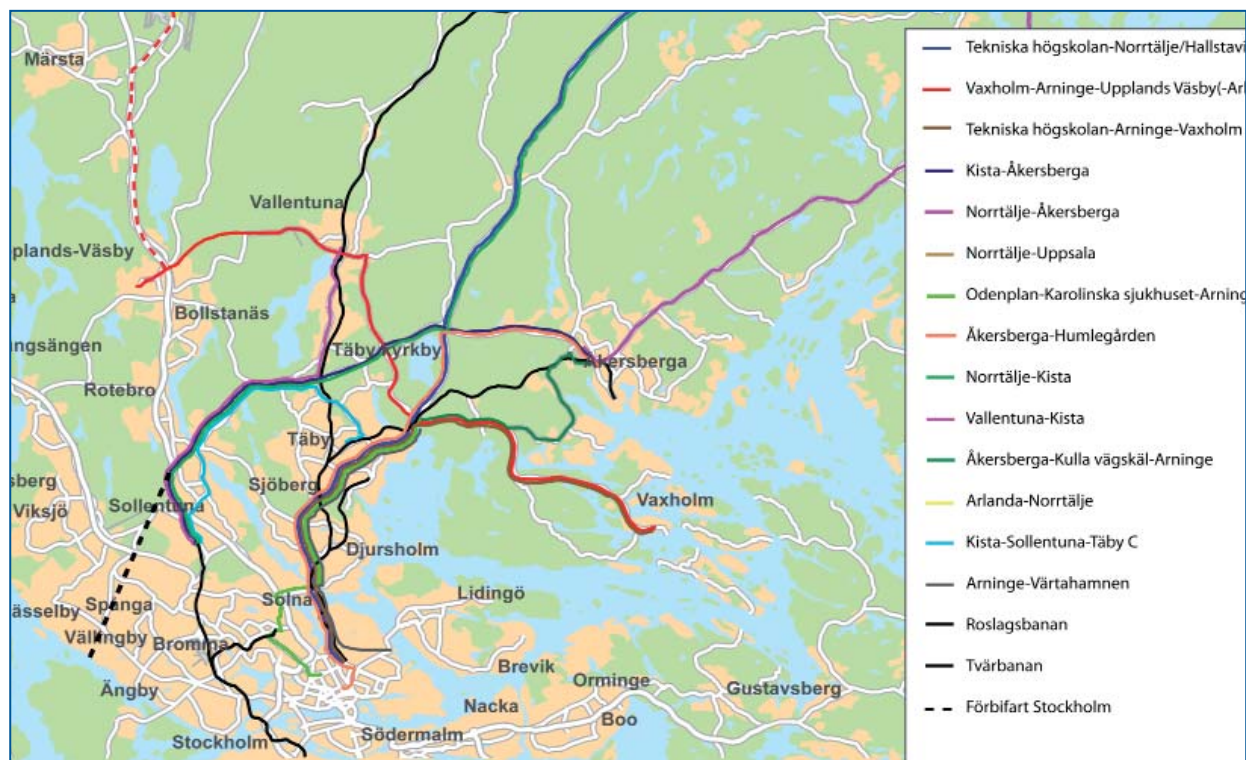 Märsta
Vallentuna
pplands-Väsby
a
Bollstanäs
ungsängen
Täby kyrkby
Åkersberga
Rotebro
Täby
sberg
Sjöberg
Viksjö
Sollentuna
Vaxholm
Djursholm
Solna
Lidingö
ässelby
Spånga
Vällingby
Bromma
Brevik
Ängby
Orminge
Gustavsberg
Nacka
Boo
Stockholm
Södermalm
Tekniska högskolan-Norrtälje/Hallstavi
Vaxholm-Arninge-Upplands Väsby(-Arl
Tekniska högskolan-Arninge-Vaxholm
Kista-Åkersberga
Norrtälje-Åkersberga
Norrtälje-Uppsala
Odenplan-Karolinska sjukhuset-Arning
Åkersberga-Humlegården
Norrtälje-Kista
Vallentuna-Kista
Åkersberga-Kulla vägskäl-Arninge
Arlanda-Norrtälje
Kista-Sollentuna-Täby C
Arninge-Värtahamnen
Roslagsbanan
Tvärbanan
Förbifart Stockholm